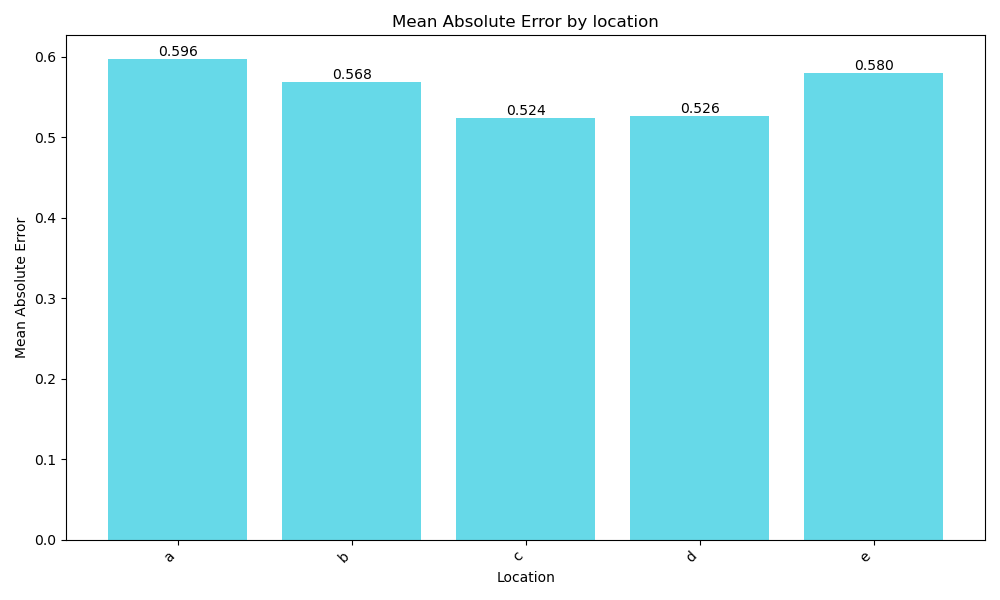 Mean Absolute Error by location
0.596
0.568
0.524
0.526
0.580
0.6
0.5
0.4
0.3
0.2
0.1
0.0
Mean Absolute Error
a
b
c
d
e
Location